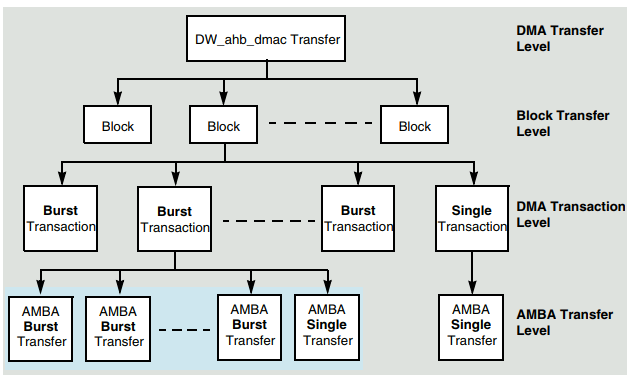 DW_ahb_dmac Transfer
DMA Transfer
Level
Block
Block
Block
Block Transfer
Level
Burst
Transaction
Burst
Transaction
Burst
Transaction
Single
Transaction
DMA Transaction
Level
AMBA
Burst
Transfer
AMBA
Burst
Transfer
AMBA
Burst
Transfer
AMBA
Single
Transfer
AMBA
Single
Transfer
AMBA Transfer
Level